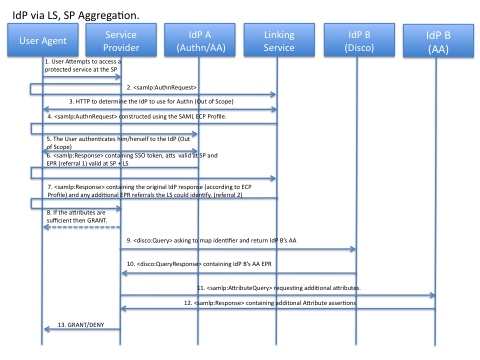 IdP via LS, SP Aggregation.
User Agent
Service Provider
IdP A (Authn/AA)
Linking Service
IdP B (Disco)
IdP B (AA)
1. User Attempts to access a
protected service at the SP
2. <samlp:AuthnRequest>
3. HTTP to determine the IdP to use for Authn (Out of Scope)
4. <samlp:AuthnRequest> constructed using the SAML ECP Profile.
5. The User authenticates him/herself to the IdP (Out
of Scope)
6. <samlp:Response> containing SSO token, atts valid at SP and
EPR (referral 1) valid at SP + LS
7. <samlp:Response> containing the original IdP response (according to ECP
Profile) and any additional EPR referrals the LS could identify. (referral 2)
8. If the attributes are
sufficient then GRANT.
9. <disco:Query> asking to map identifier and return IdP B's AA
10. <disco:QueryResponse> containing IdP B's AA EPR
11. <samlp:AttributeQuery> requesting additional attributes.
12. <samlp:Response> containing additonal Attribute assertions
13. GRANT/DENY